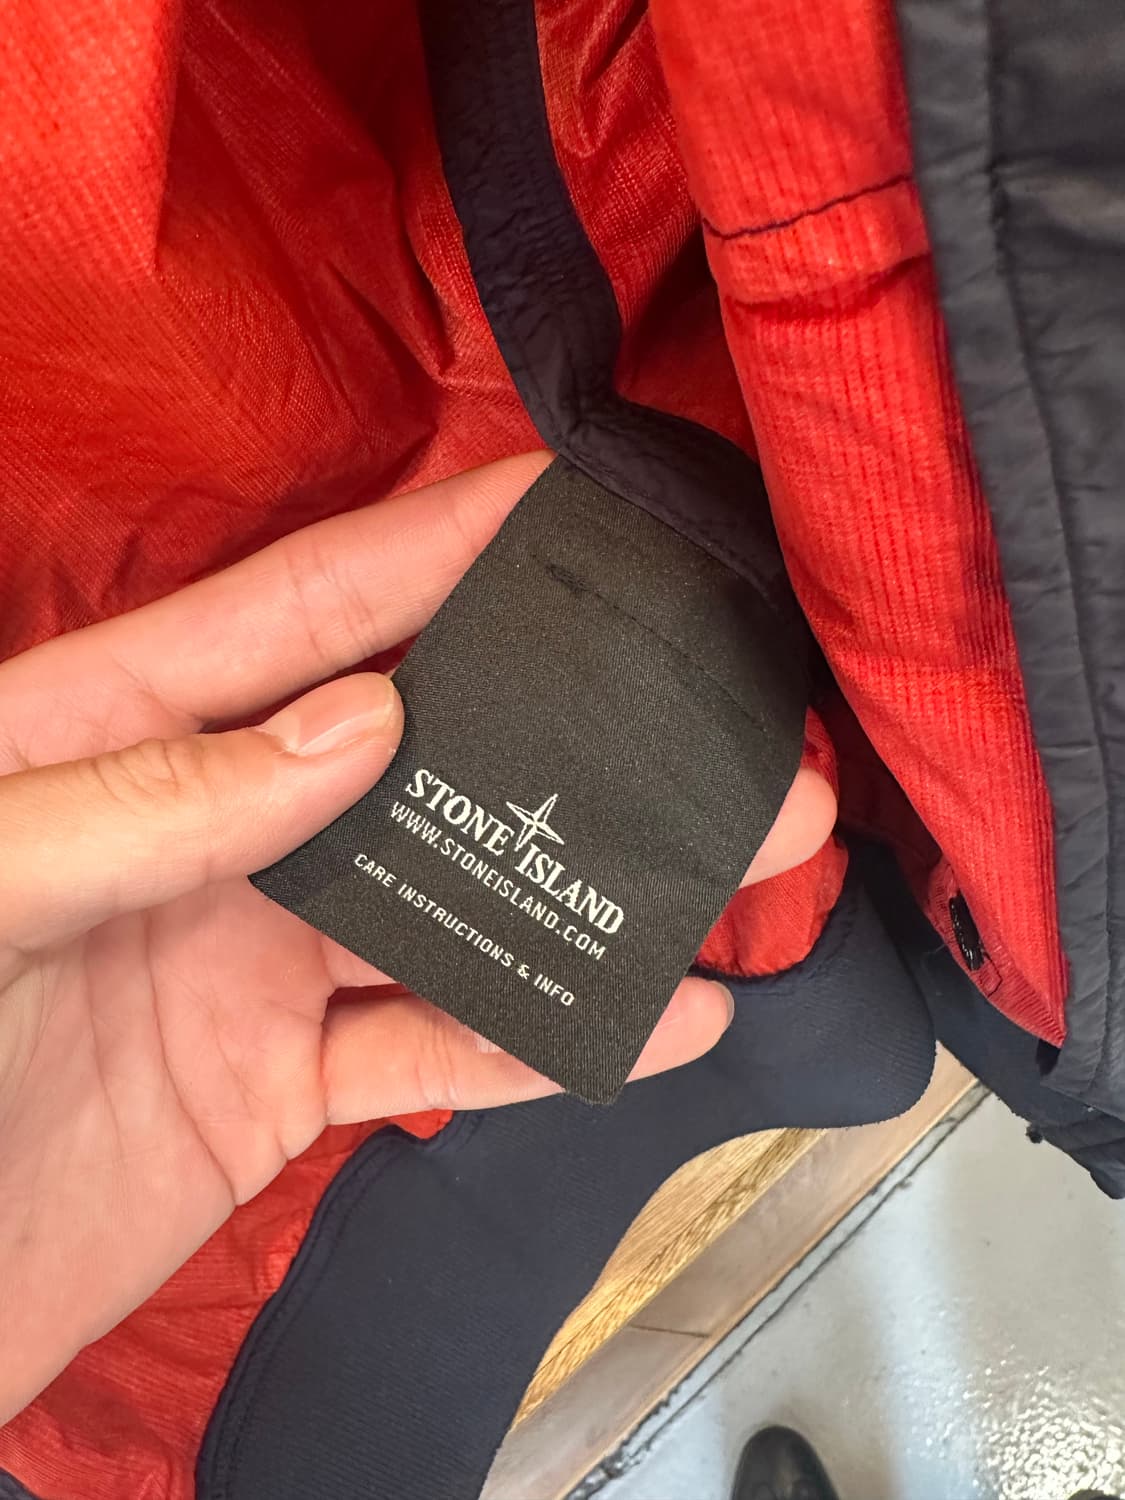 STONE ISLAND
WWW.STONEISLAND.COM
CARE INSTRUCTIONS & INFO